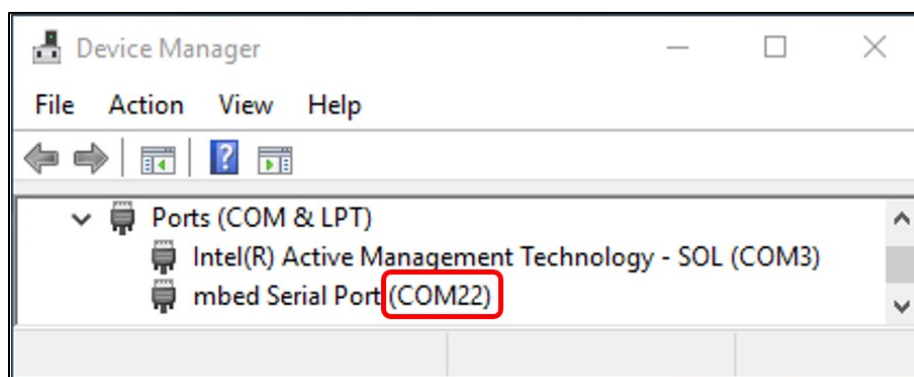 Device Manager
File Action View Help
Ports (COM & LPT)
Intel(R) Active Management Technology - SOL (COM3)
mbed Serial Port (COM22)